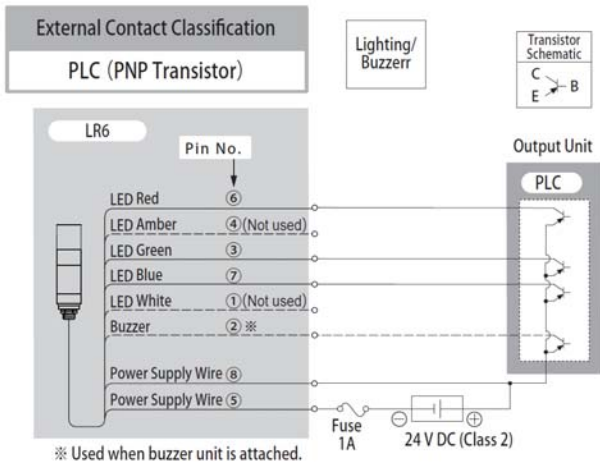 External Contact Classification
PLC (PNP Transistor)
Lighting/
Buzzerr
Transistor
Schematic
C
B
E
LR6
Pin No.
Output Unit
PLC
LED Red ⑥
LED Amber ④(Not used)
LED Green ③
LED Blue ⑦
LED White ①(Not used)
Buzzer ② ※
Power Supply Wire ⑧
Power Supply Wire ⑤
Fuse
1A
⊖ ⊕
24 V DC (Class 2)
※ Used when buzzer unit is attached.